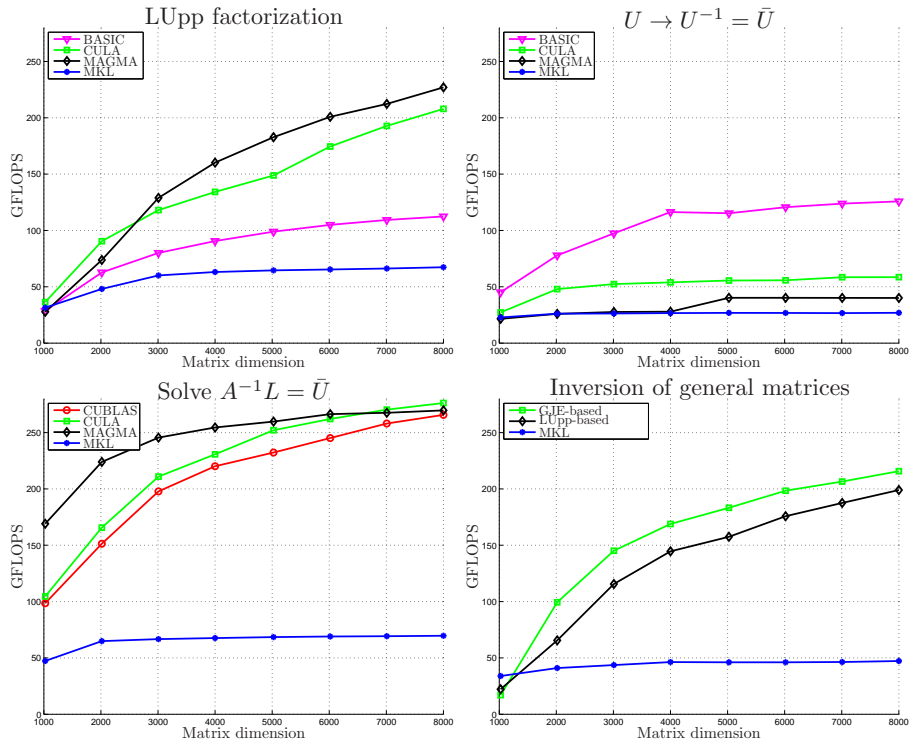 LUpp factorization
BASIC
CULA
MAGMA
MKL
GFLOPS
250
200
150
100
50
0
1000 2000 3000 4000 5000 6000 7000 8000
Matrix dimension
U → U⁻¹ = Ū
BASIC
CULA
MAGMA
MKL
GFLOPS
250
200
150
100
50
0
1000 2000 3000 4000 5000 6000 7000 8000
Matrix dimension
Solve A⁻¹L = Ū
CUBLAS
CULA
MAGMA
MKL
GFLOPS
250
200
150
100
50
0
1000 2000 3000 4000 5000 6000 7000 8000
Matrix dimension
Inversion of general matrices
GJE-based
LUpp-based
MKL
GFLOPS
250
200
150
100
50
0
1000 2000 3000 4000 5000 6000 7000 8000
Matrix dimension